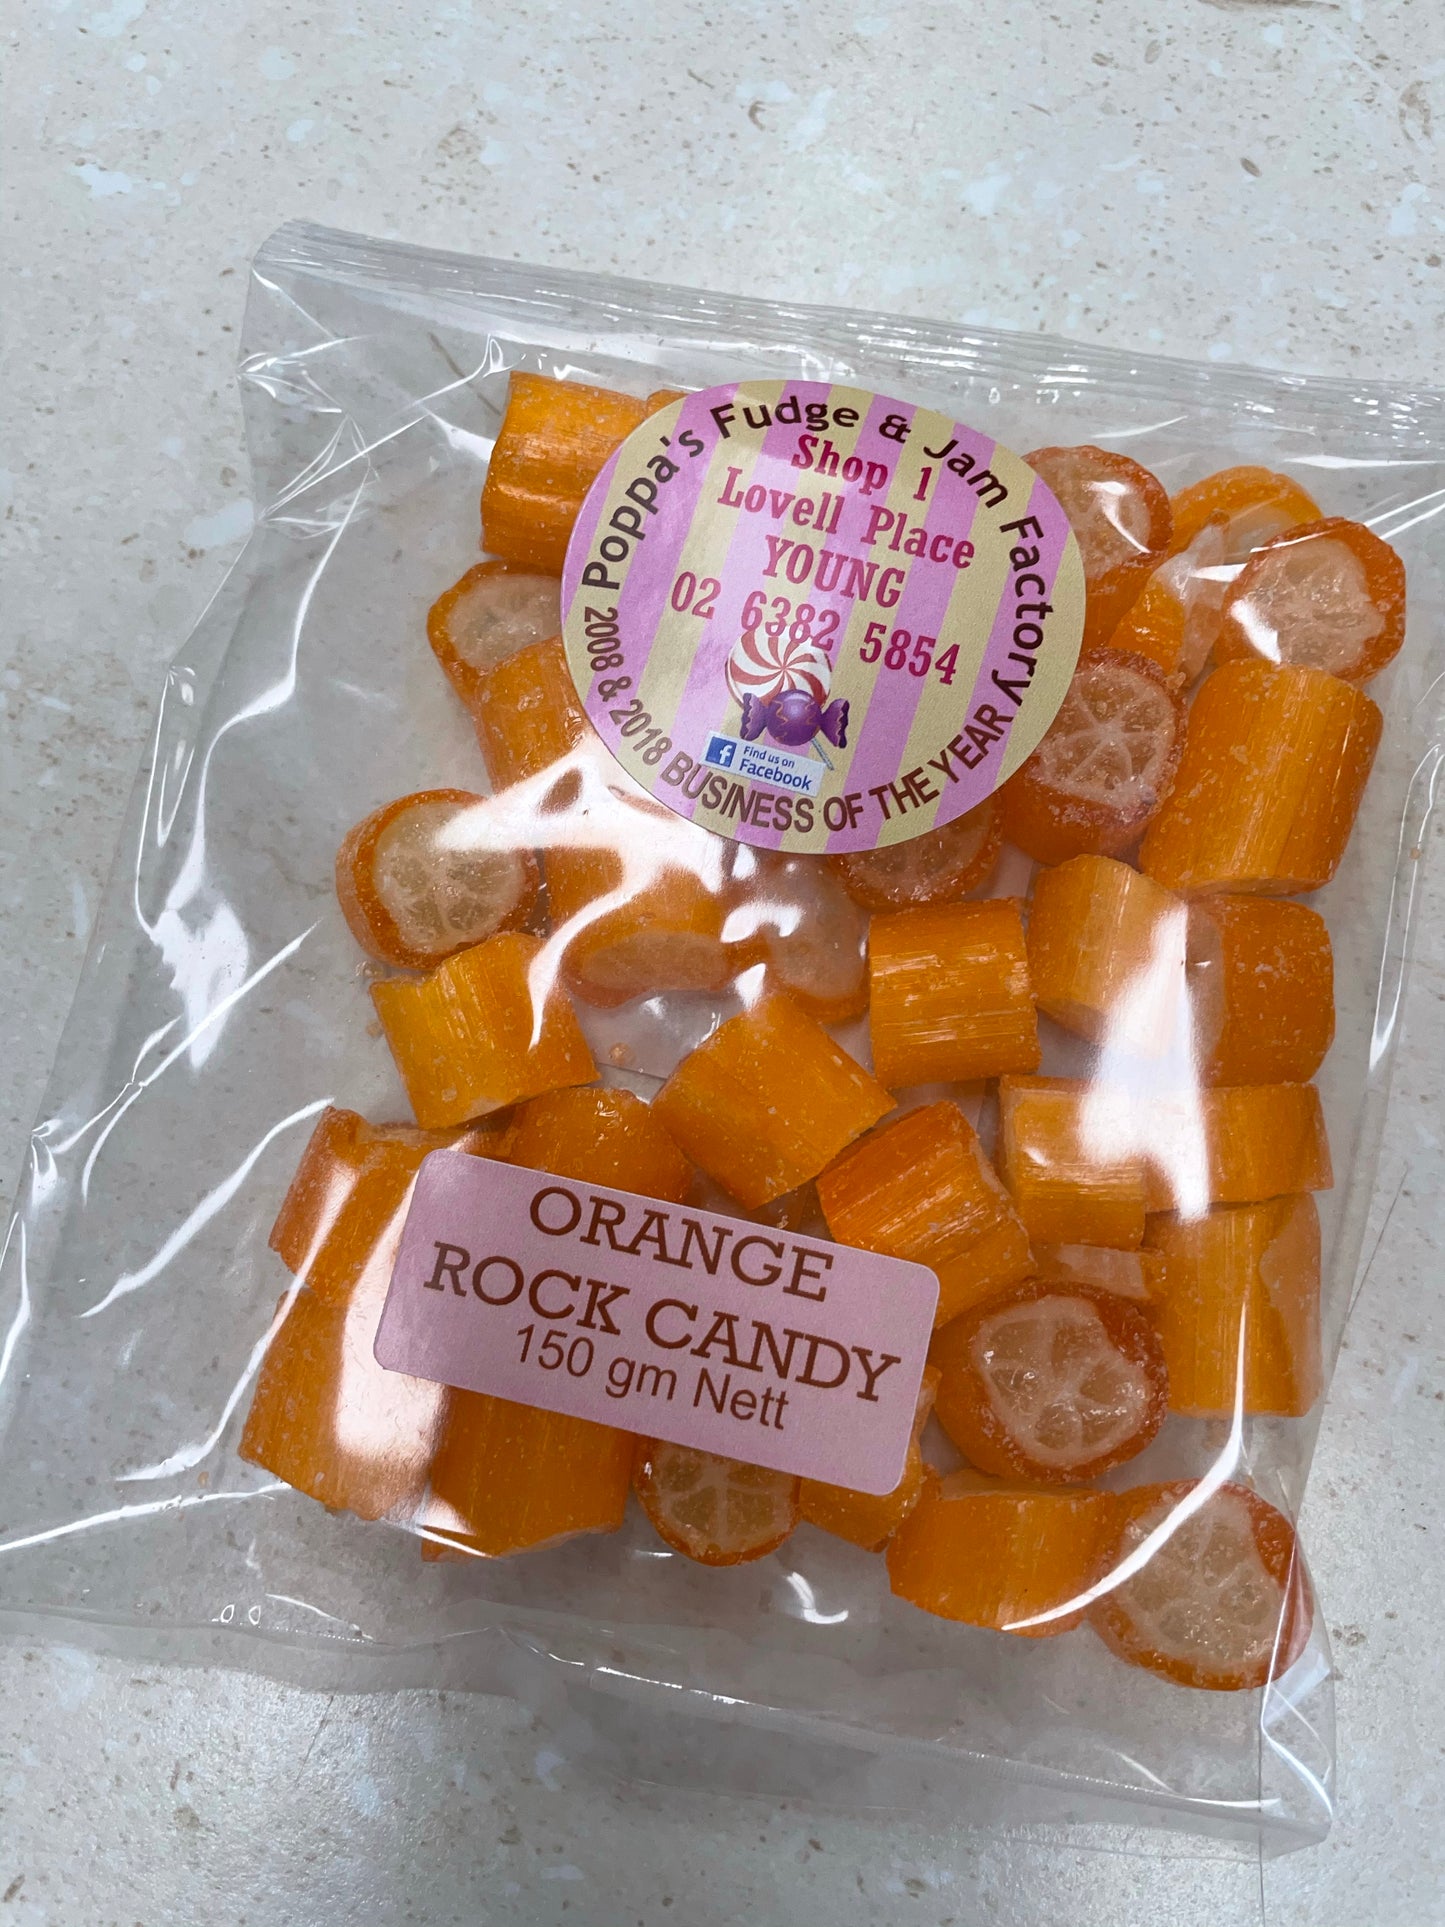 Poppa's Fudge & Jam Factory
Shop 1
Lovell Place
YOUNG
02 6382 5854
f Find us on
Facebook
2008 & 2018 BUSINESS OF THE YEAR
ORANGE
ROCK CANDY
150 gm Nett